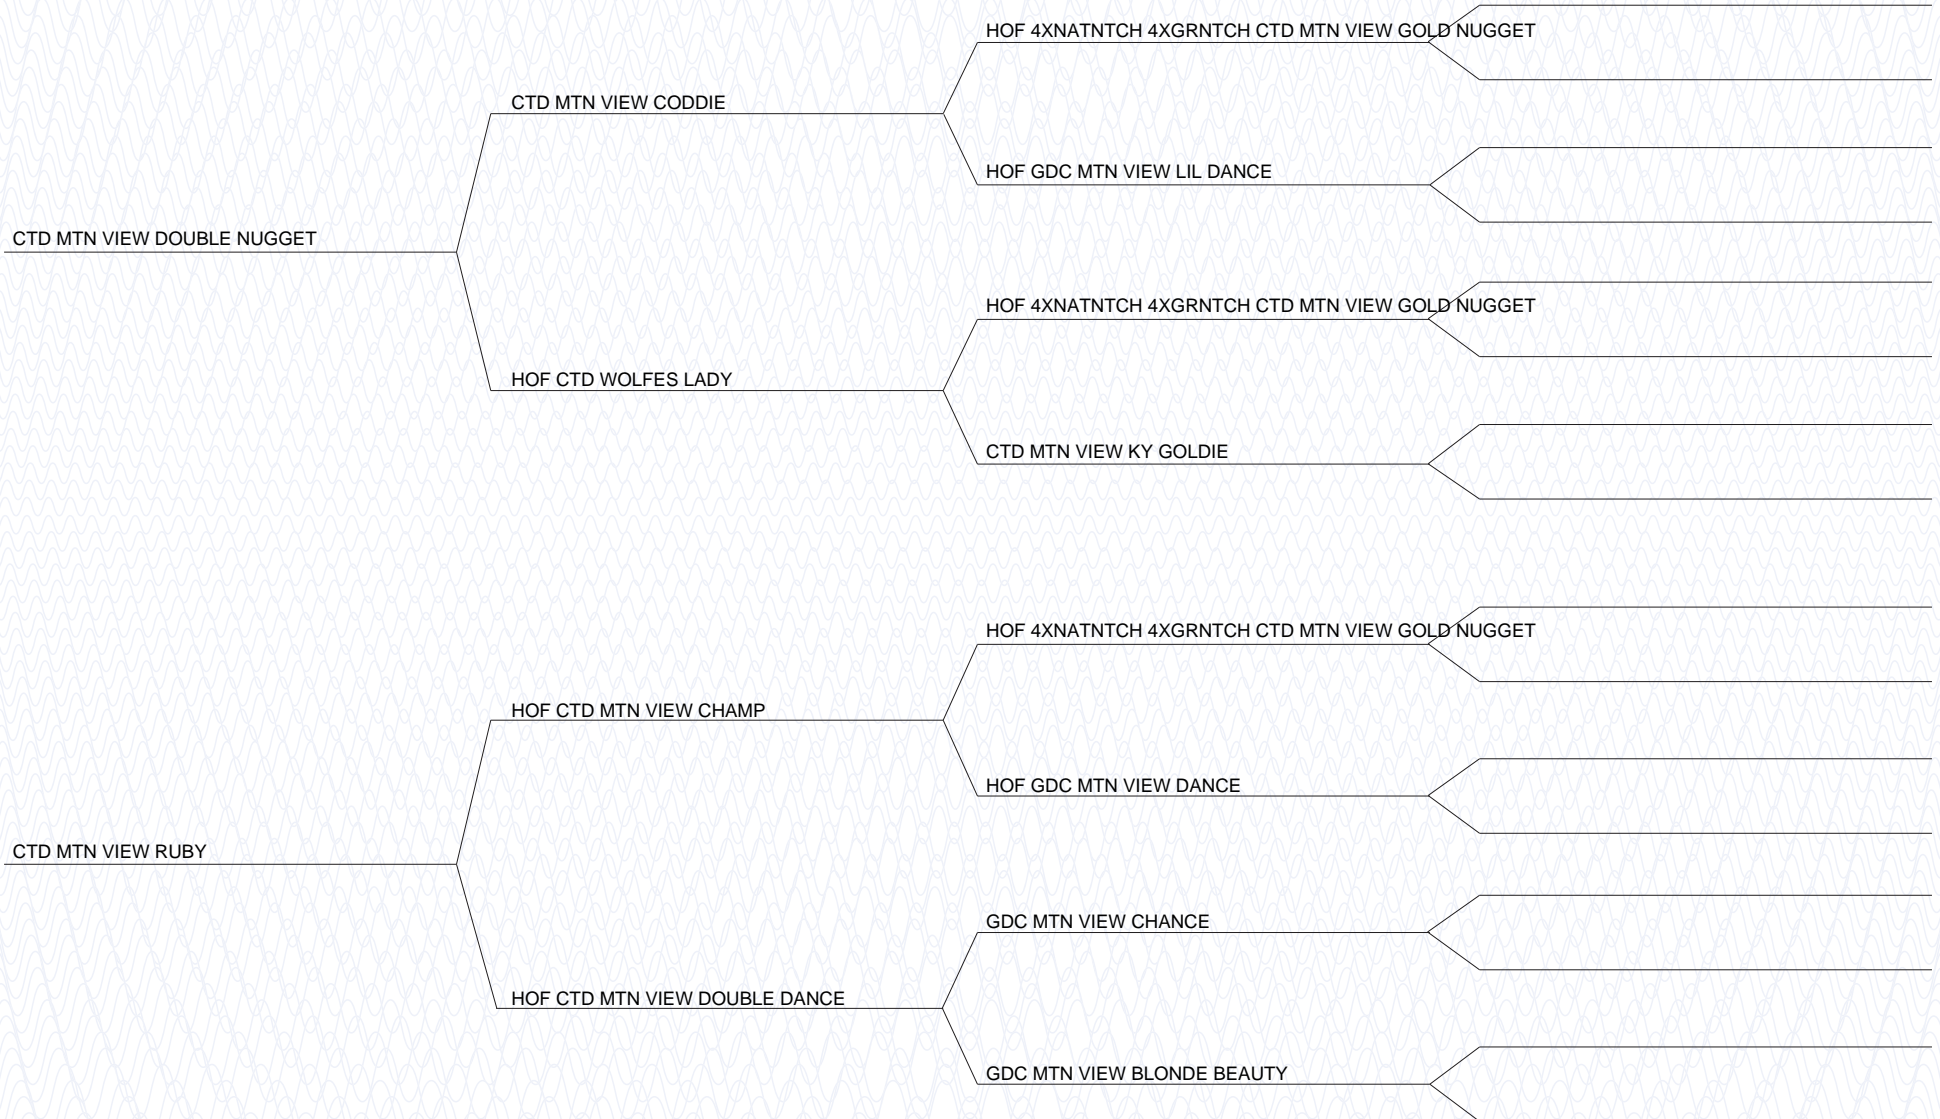 HOF 4XNATNTCH 4XGRNTCH CTD MTN VIEW GOLD NUGGET
CTD MTN VIEW CODDIE
HOF GDC MTN VIEW LIL DANCE
CTD MTN VIEW DOUBLE NUGGET
HOF 4XNATNTCH 4XGRNTCH CTD MTN VIEW GOLD NUGGET
HOF CTD WOLFES LADY
CTD MTN VIEW KY GOLDIE
HOF 4XNATNTCH 4XGRNTCH CTD MTN VIEW GOLD NUGGET
HOF CTD MTN VIEW CHAMP
HOF GDC MTN VIEW DANCE
CTD MTN VIEW RUBY
GDC MTN VIEW CHANCE
HOF CTD MTN VIEW DOUBLE DANCE
GDC MTN VIEW BLONDE BEAUTY